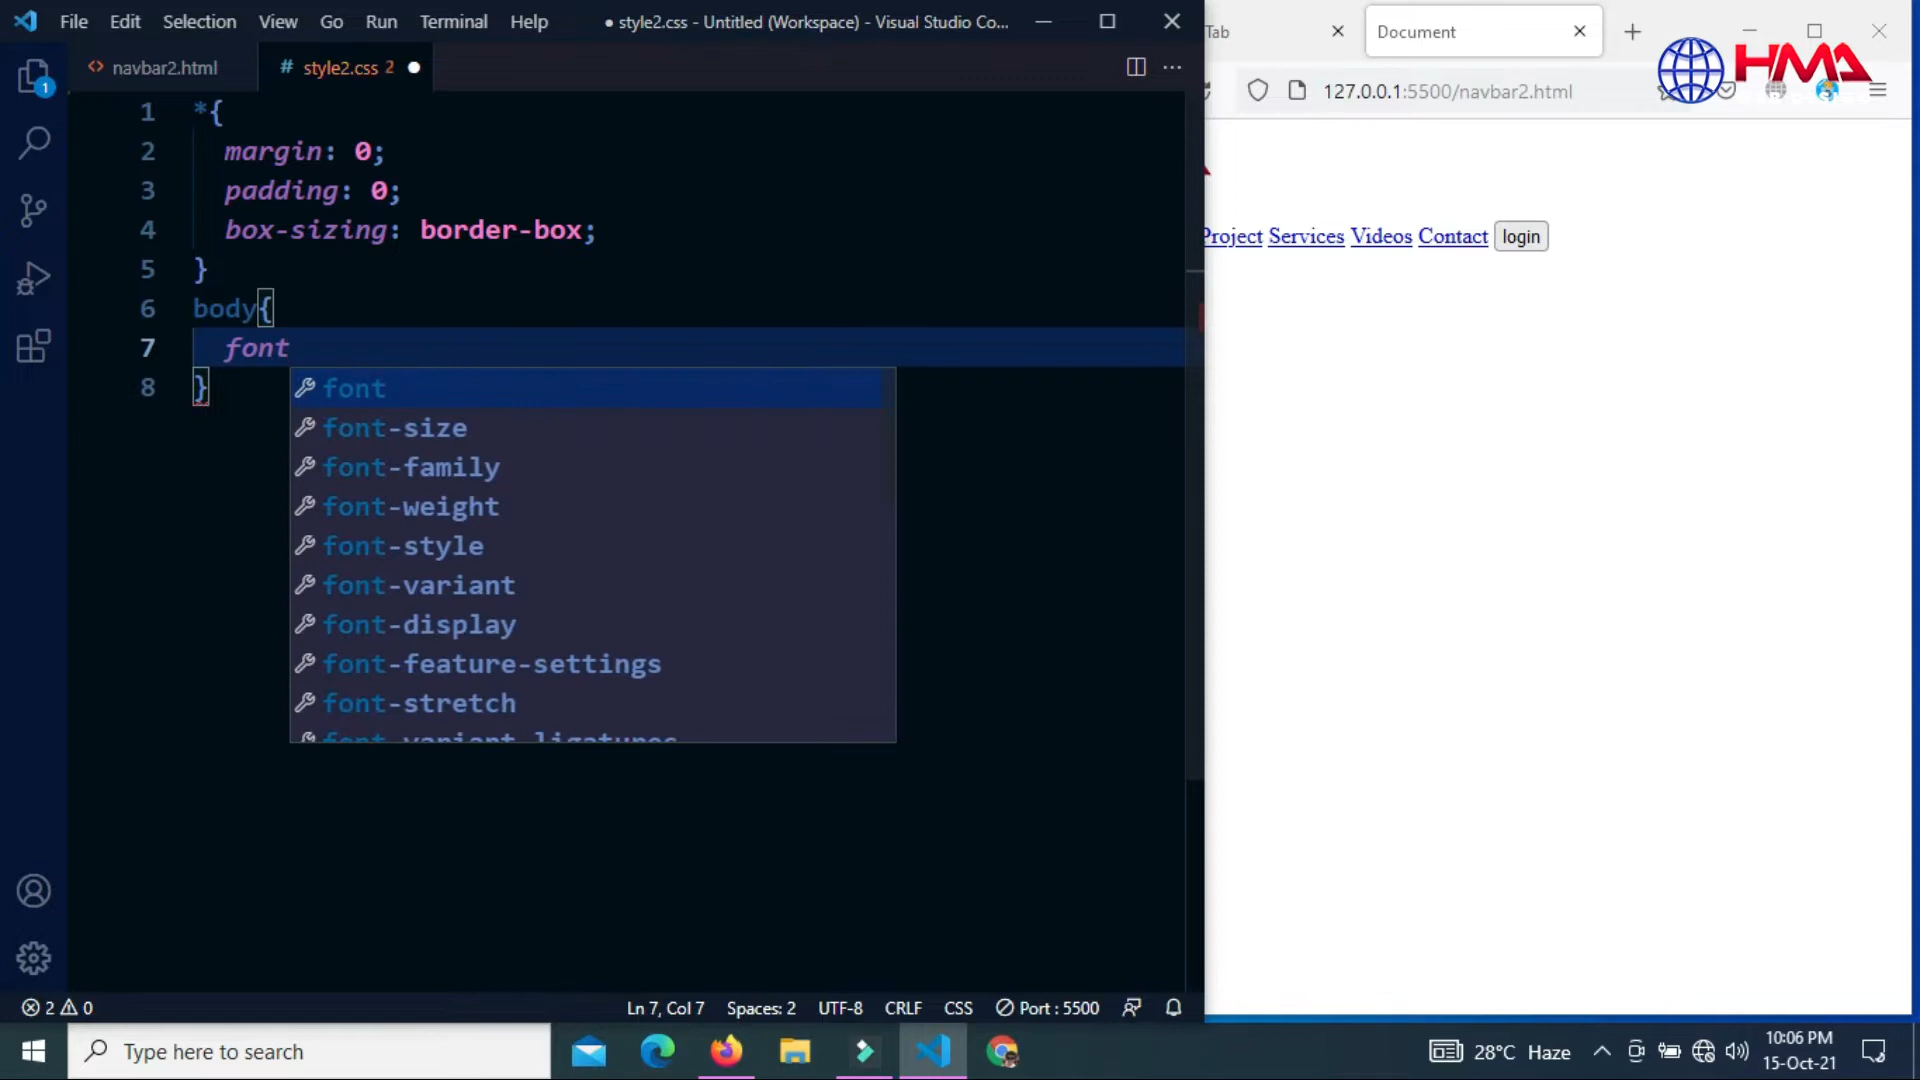 File Edit Selection View Go Run Terminal Help ● style2.css - Untitled (Workspace) - Visual Studio Co...
Tab
Document
HMA
navbar2.html
# style2.css 2
127.0.0.1:5500/navbar2.html
1 *{
2 margin: 0;
3 padding: 0;
4 box-sizing: border-box;
5 }
6 body{
7 font
8 }
font
font-size
font-family
font-weight
font-style
font-variant
font-display
font-feature-settings
font-stretch
font-variant-ligatures
Project Services Videos Contact login
1
2 0
Ln 7, Col 7 Spaces: 2 UTF-8 CRLF CSS Port : 5500
Type here to search
28°C Haze
10:06 PM
15-Oct-21